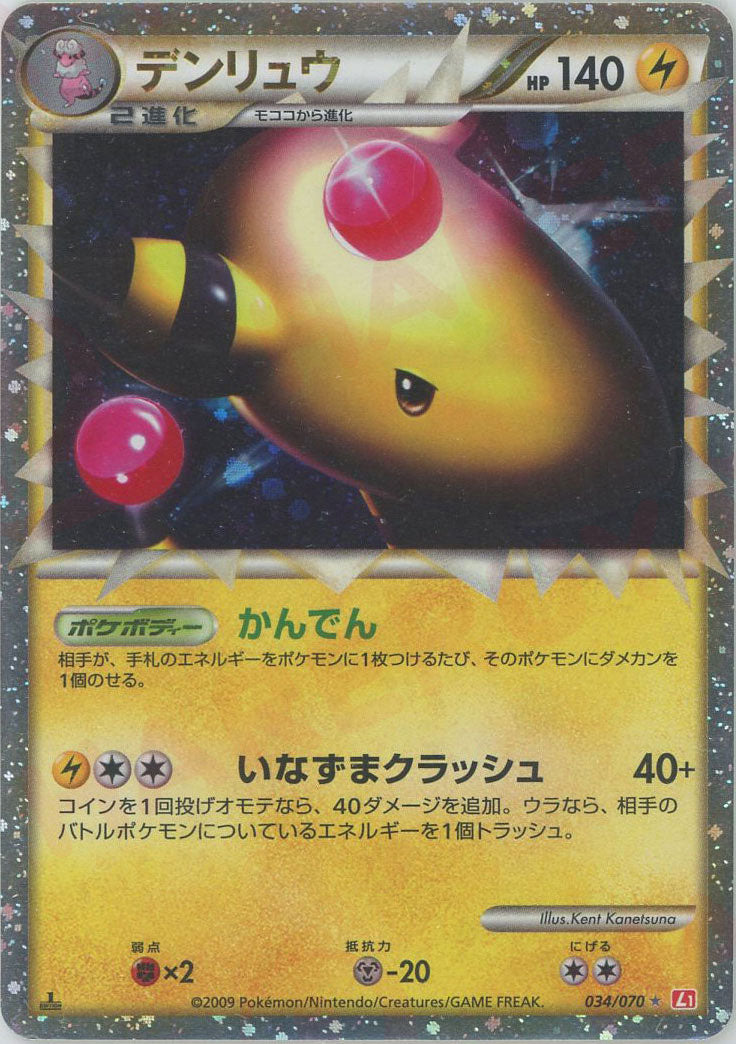 デンリュウ
HP 140
2進化
モココから進化
ポケボディー かんでん
相手が、手札のエネルギーをポケモンに1枚つけるたび、そのポケモンにダメカンを
1個のせる。
いなずまクラッシュ 40+
コインを1回投げオモテなら、40ダメージを追加。ウラなら、相手の
バトルポケモンについているエネルギーを1個トラッシュ。
Illus.Kent Kanetsuna
弱点 抵抗力 にげる
×2 -20
1 EDITION ©2009 Pokémon/Nintendo/Creatures/GAME FREAK. 034/070 ★ L1